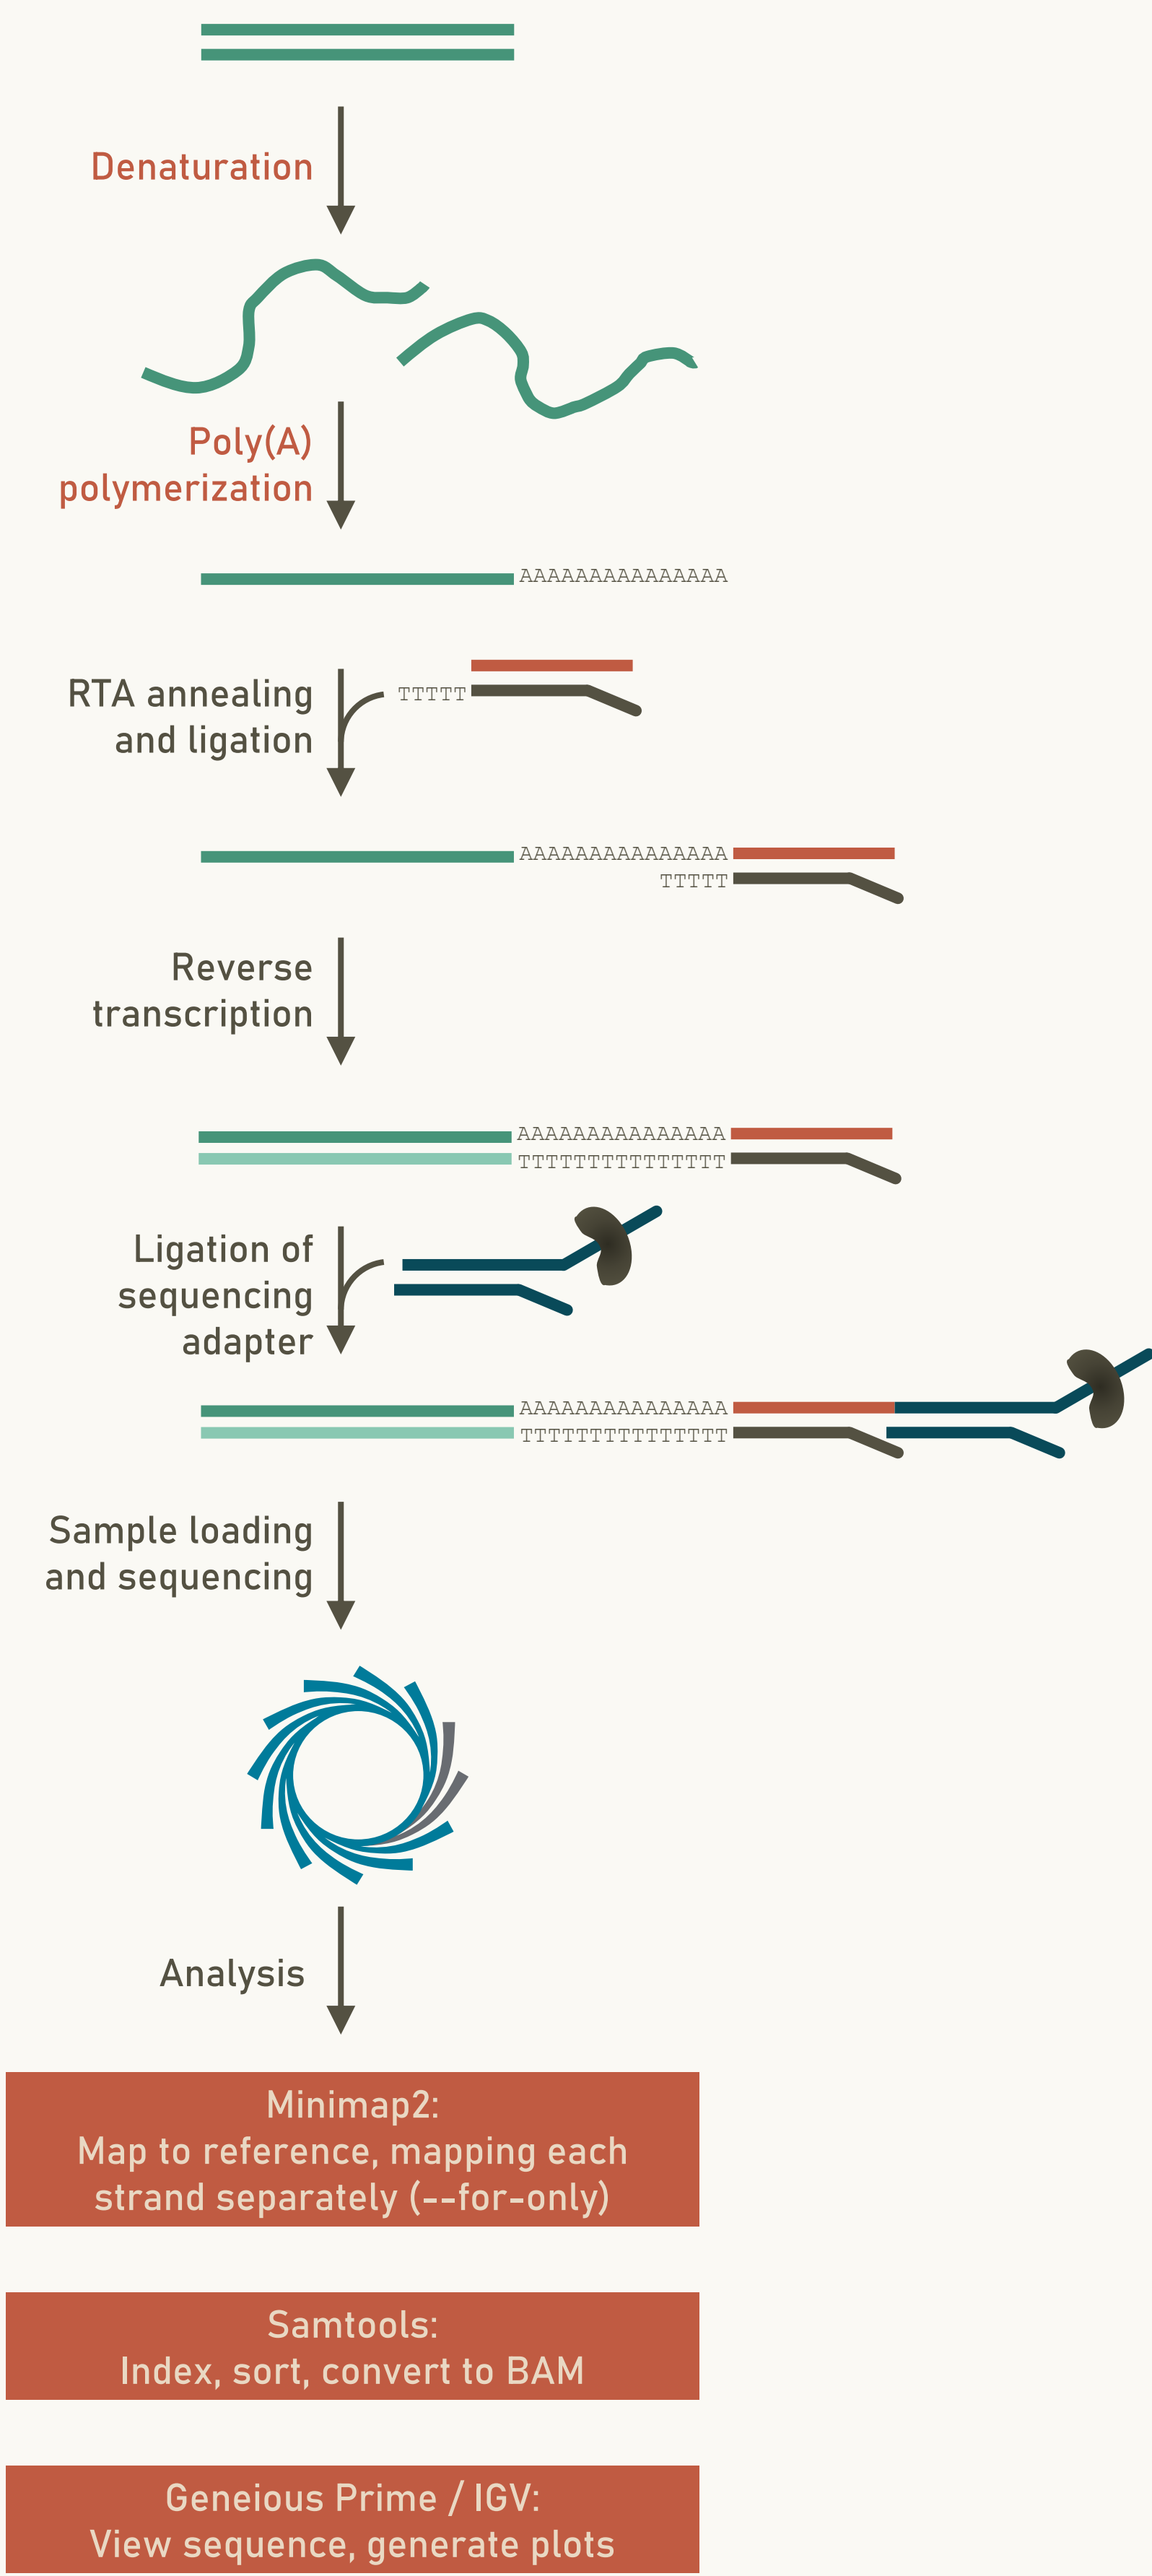 Denaturation
Poly(A)
polymerization
AAAAAAAAAAAAAAA
RTA annealing
and ligation
TTTTT
AAAAAAAAAAAAAAA
TTTTT
Reverse
transcription
AAAAAAAAAAAAAAA
TTTTTTTTTTTTTTT
Ligation of
sequencing
adapter
AAAAAAAAAAAAAAA
TTTTTTTTTTTTTTT
Sample loading
and sequencing
Analysis
Minimap2:
Map to reference, mapping each
strand separately (--for-only)
Samtools:
Index, sort, convert to BAM
Geneious Prime / IGV:
View sequence, generate plots